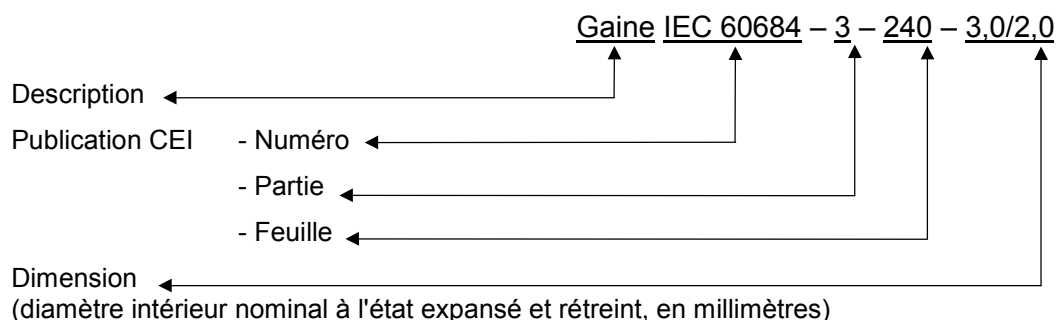 Gaine IEC 60684 – 3 – 240 – 3,0/2,0
Description
Publication CEI - Numéro
- Partie
- Feuille
Dimension
(diamètre intérieur nominal à l'état expansé et rétreint, en millimètres)